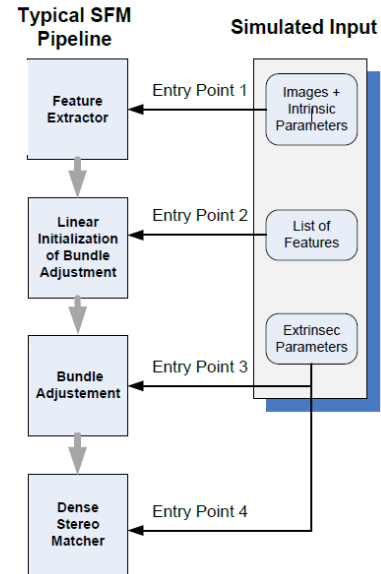 Typical SFM
Pipeline
Simulated Input
Feature
Extractor
Entry Point 1
Images +
Intrinsic
Parameters
Linear
Initialization
of Bundle
Adjustment
Entry Point 2
List of
Features
Extrinsec
Parameters
Bundle
Adjustement
Entry Point 3
Dense
Stereo
Matcher
Entry Point 4